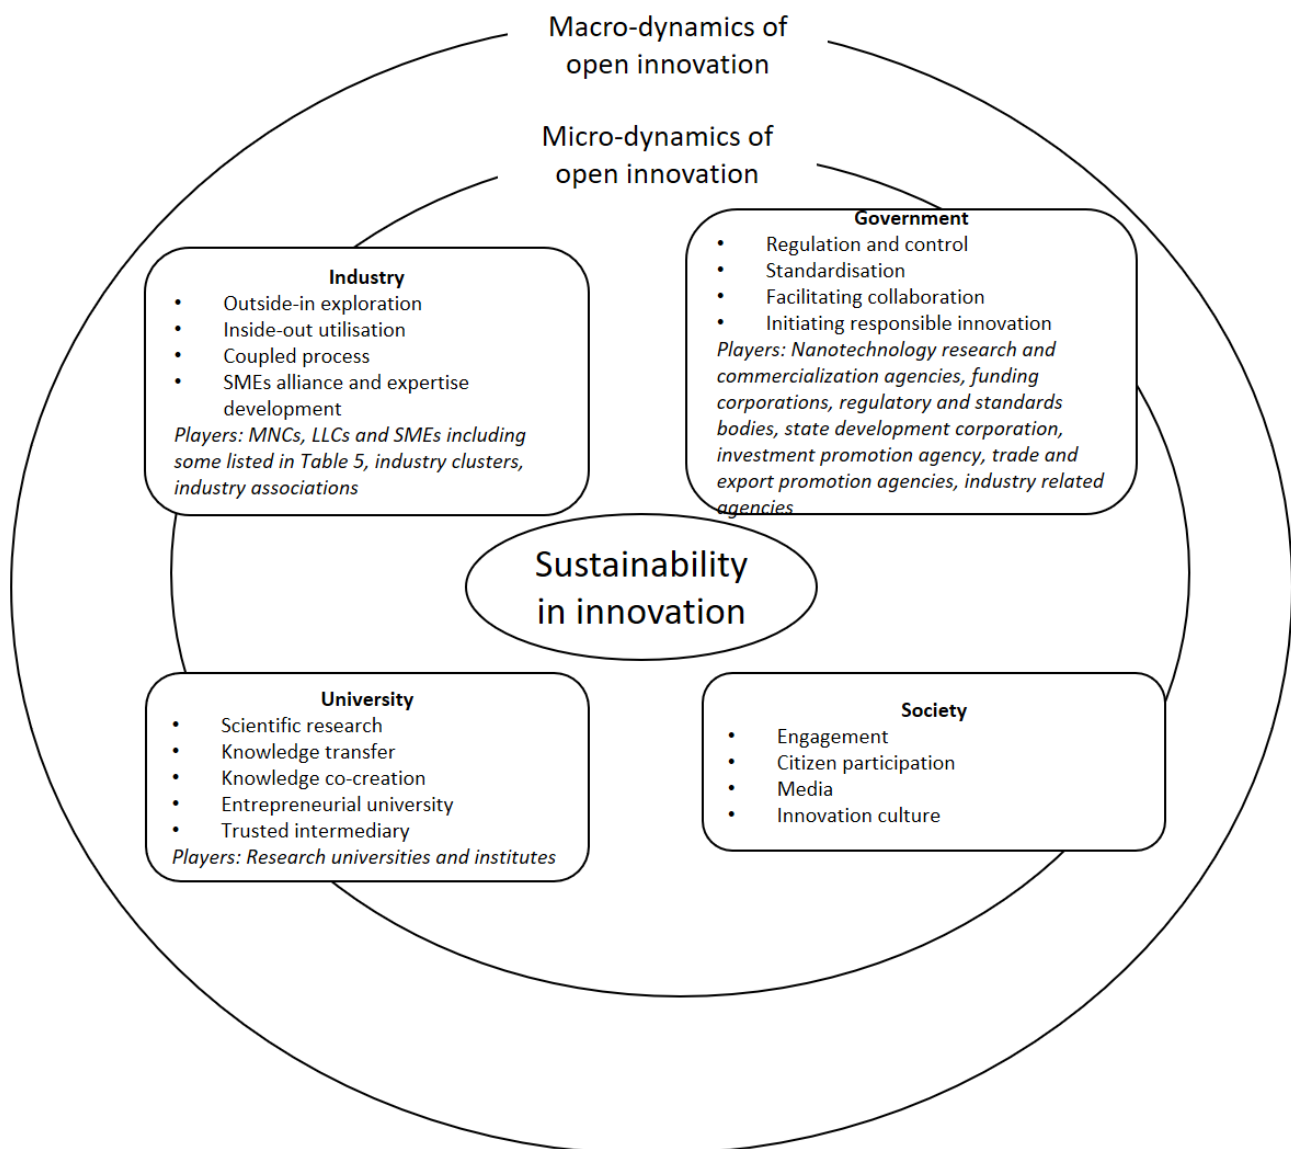 Macro-dynamics of
open innovation
Micro-dynamics of
open innovation
Industry
• Outside-in exploration
• Inside-out utilisation
• Coupled process
• SMEs alliance and expertise
development
Players: MNCs, LLCs and SMEs including
some listed in Table 5, industry clusters,
industry associations
Government
• Regulation and control
• Standardisation
• Facilitating collaboration
• Initiating responsible innovation
Players: Nanotechnology research and
commercialization agencies, funding
corporations, regulatory and standards
bodies, state development corporation,
investment promotion agency, trade and
export promotion agencies, industry related
agencies
Sustainability
in innovation
University
• Scientific research
• Knowledge transfer
• Knowledge co-creation
• Entrepreneurial university
• Trusted intermediary
Players: Research universities and institutes
Society
• Engagement
• Citizen participation
• Media
• Innovation culture